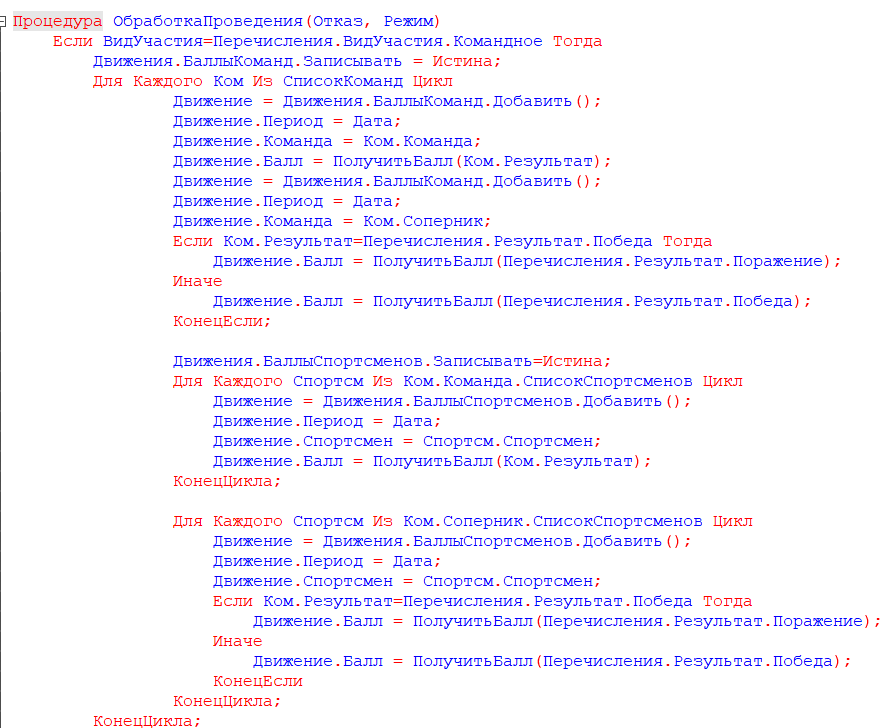 Процедура ОбработкаПроведения(Отказ, Режим)
Если ВидУчастия=Перечисления.ВидУчастия.Командное Тогда
Движения.БаллыКоманд.Записывать = Истина;
Для Каждого Ком Из СписокКоманд Цикл
Движение = Движения.БаллыКоманд.Добавить();
Движение.Период = Дата;
Движение.Команда = Ком.Команда;
Движение.Балл = ПолучитьБалл(Ком.Результат);
Движение = Движения.БаллыКоманд.Добавить();
Движение.Период = Дата;
Движение.Команда = Ком.Соперник;
Если Ком.Результат=Перечисления.Результат.Победа Тогда
Движение.Балл = ПолучитьБалл(Перечисления.Результат.Поражение);
Иначе
Движение.Балл = ПолучитьБалл(Перечисления.Результат.Победа);
КонецЕсли;
Движения.БаллыСпортсменов.Записывать=Истина;
Для Каждого Спортсм Из Ком.Команда.СписокСпортсменов Цикл
Движение = Движения.БаллыСпортсменов.Добавить();
Движение.Период = Дата;
Движение.Спортсмен = Спортсм.Спортсмен;
Движение.Балл = ПолучитьБалл(Ком.Результат);
КонецЦикла;
Для Каждого Спортсм Из Ком.Соперник.СписокСпортсменов Цикл
Движение = Движения.БаллыСпортсменов.Добавить();
Движение.Период = Дата;
Движение.Спортсмен = Спортсм.Спортсмен;
Если Ком.Результат=Перечисления.Результат.Победа Тогда
Движение.Балл = ПолучитьБалл(Перечисления.Результат.Поражение);
Иначе
Движение.Балл = ПолучитьБалл(Перечисления.Результат.Победа);
КонецЕсли
КонецЦикла;
КонецЦикла;